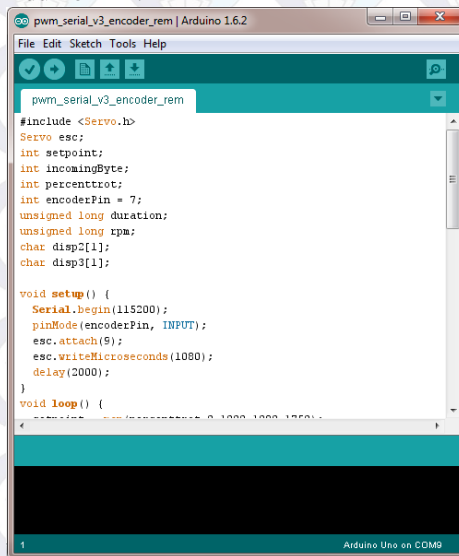 pwm_serial_v3_encoder_rem | Arduino 1.6.2
File Edit Sketch Tools Help
pwm_serial_v3_encoder_rem
#include <Servo.h>
Servo esc;
int setpoint;
int incomingByte;
int percenttrot;
int encoderPin = 7;
unsigned long duration;
unsigned long rpm;
char disp2[1];
char disp3[1];
void setup() {
Serial.begin(115200);
pinMode(encoderPin, INPUT);
esc.attach(9);
esc.writeMicroseconds(1080);
delay(2000);
}
void loop() {
1
Arduino Uno on COM9